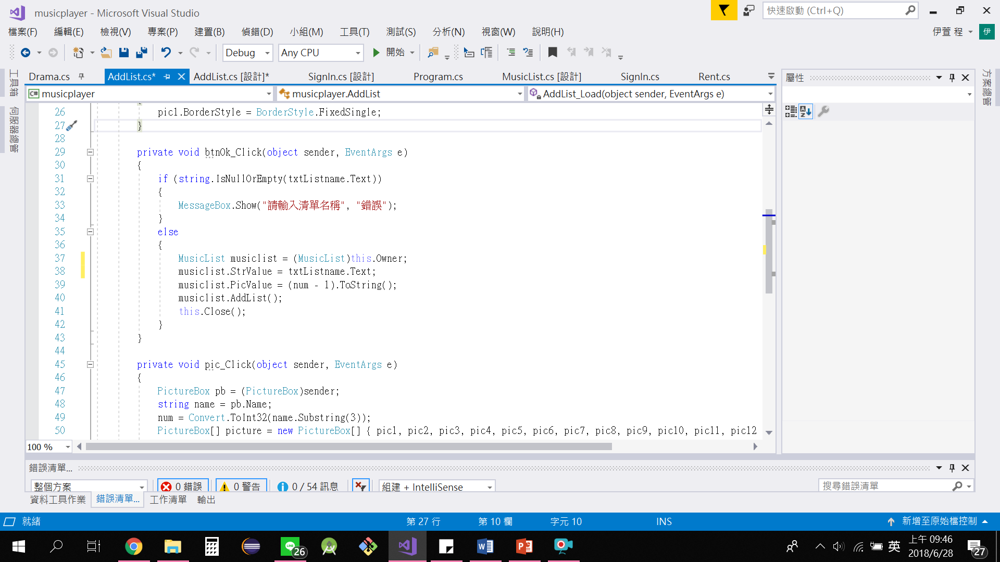 musicplayer - Microsoft Visual Studio
快速啟動 (Ctrl+Q)
檔案(F) 編輯(E) 檢視(V) 專案(P) 建置(B) 偵錯(D) 小組(M) 工具(T) 測試(S) 分析(N) 視窗(W) 說明(H)
伊萱 程 伊
Debug Any CPU 開始
工具箱
伺服器總管
Drama.cs AddList.cs* AddList.cs [設計]* SignIn.cs [設計] Program.cs MusicList.cs [設計] SignIn.cs Rent.cs
musicplayer musicplayer.AddList AddList_Load(object sender, EventArgs e)
26 pic1.BorderStyle = BorderStyle.FixedSingle;
27 }
28
29 private void btnOk_Click(object sender, EventArgs e)
30 {
31 if (string.IsNullOrEmpty(txtListname.Text))
32 {
33 MessageBox.Show("請輸入清單名稱", "錯誤");
34 }
35 else
36 {
37 MusicList musiclist = (MusicList)this.Owner;
38 musiclist.StrValue = txtListname.Text;
39 musiclist.PicValue = (num - 1).ToString();
40 musiclist.AddList();
41 this.Close();
42 }
43 }
44
45 private void pic_Click(object sender, EventArgs e)
46 {
47 PictureBox pb = (PictureBox)sender;
48 string name = pb.Name;
49 num = Convert.ToInt32(name.Substring(3));
50 PictureBox[] picture = new PictureBox[] { pic1, pic2, pic3, pic4, pic5, pic6, pic7, pic8, pic9, pic10, pic11, pic12
100 %
屬性
方案總管
錯誤清單...
整個方案 0 錯誤 0 警告 0 / 54 訊息 組建 + IntelliSense 搜尋錯誤清單
資料工具作業 錯誤清單... 工作清單 輸出
就緒 第 27 行 第 10 欄 字元 10 INS 新增至原始檔控制
LINE 26 英 上午 09:46
2018/6/28 27